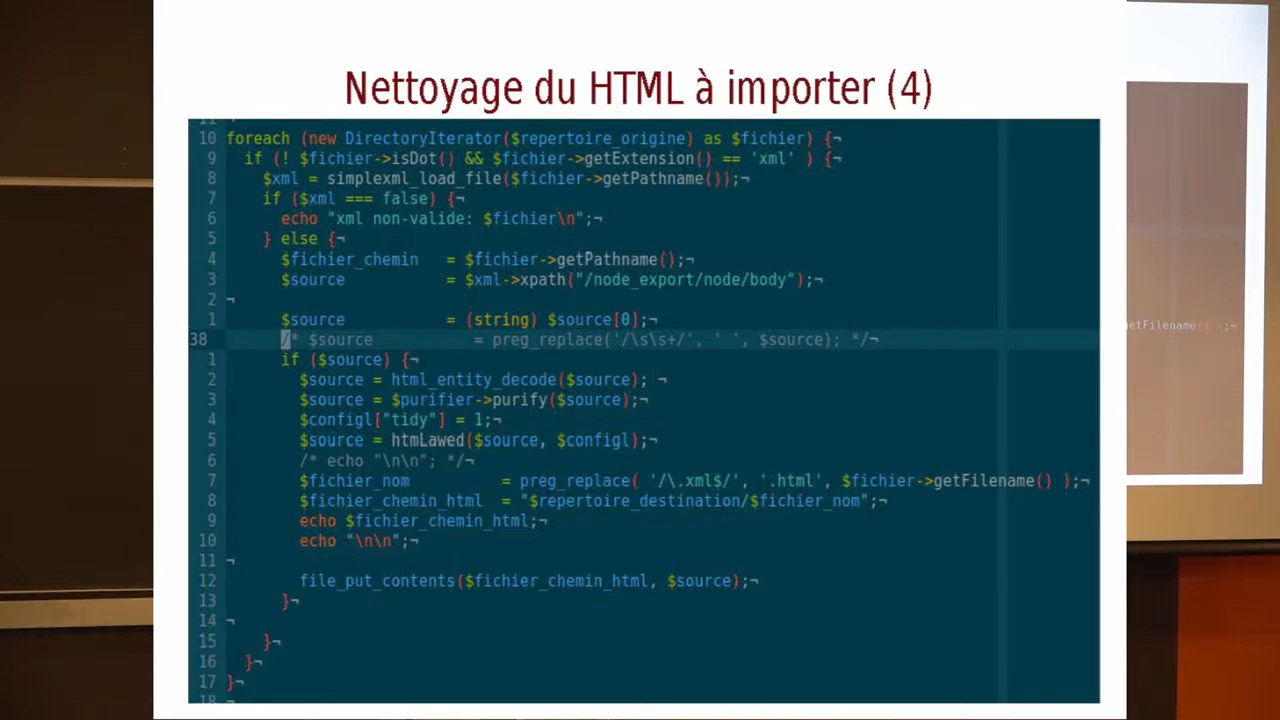 Nettoyage du HTML à importer (4)
10 foreach (new DirectoryIterator($repertoire_origine) as $fichier) {¬
9 if (! $fichier->isDot() && $fichier->getExtension() == 'xml' ) {¬
8 $xml = simplexml_load_file($fichier->getPathname());¬
7 if ($xml === false) {¬
6 echo "xml non-valide: $fichier\n";¬
5 } else {¬
4 $fichier_chemin = $fichier->getPathname();¬
3 $source = $xml->xpath("/node_export/node/body");¬
2 ¬
1 $source = (string) $source[0];¬
38 /* $source = preg_replace('/\s\s+/', ' ', $source); */¬
1 if ($source) {¬
2 $source = html_entity_decode($source); ¬
3 $source = $purifier->purify($source);¬
4 $configl["tidy"] = 1;¬
5 $source = htmLawed($source, $configl);¬
6 /* echo "\n\n"; */¬
7 $fichier_nom = preg_replace( '/\.xml$/', '.html', $fichier->getFilename() );¬
8 $fichier_chemin_html = "$repertoire_destination/$fichier_nom";¬
9 echo $fichier_chemin_html;¬
10 echo "\n\n";¬
11 ¬
12 file_put_contents($fichier_chemin_html, $source);¬
13 }¬
14 ¬
15 }¬
16 }¬
17 }¬
18 ¬
etFilename() );¬